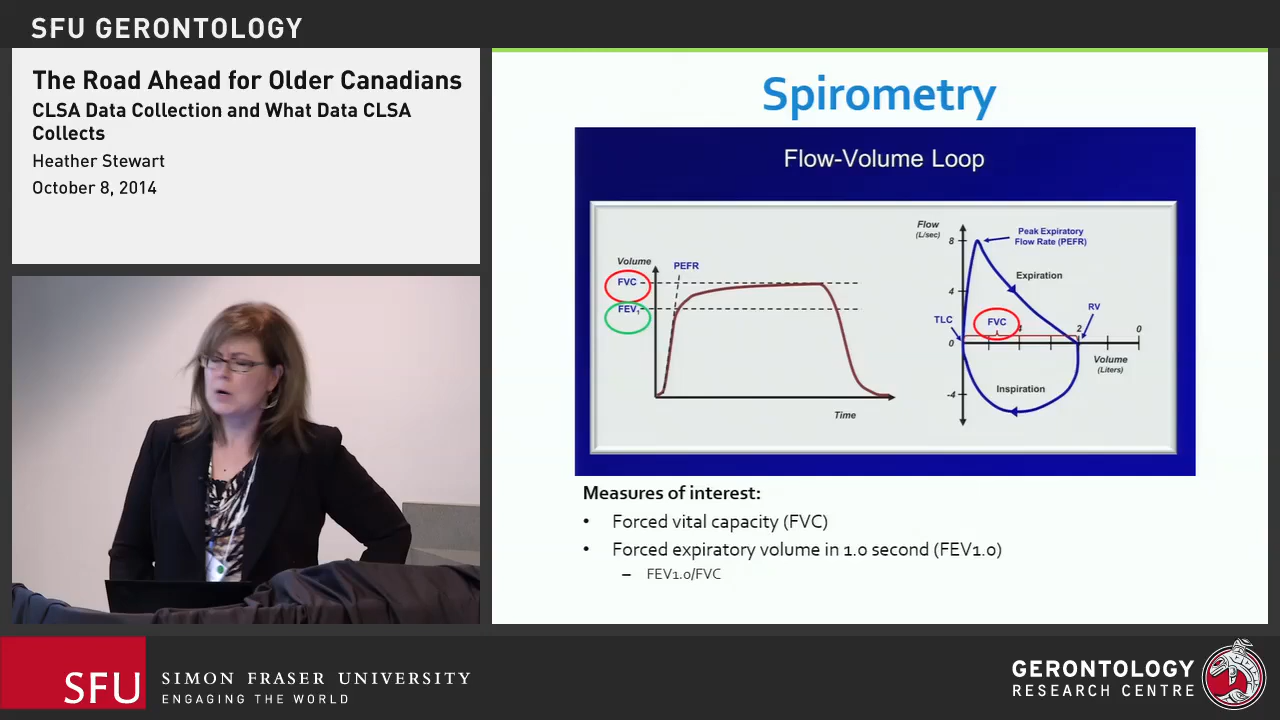 SFU GERONTOLOGY
The Road Ahead for Older Canadians
CLSA Data Collection and What Data CLSA
Collects
Heather Stewart
October 8, 2014
Spirometry
Flow-Volume Loop
Volume
PEFR
FVC
FEV1
Time
Flow
(L/sec)
8
Peak Expiratory
Flow Rate (PEFR)
Expiration
4
TLC
FVC
4
2
RV
0
0
Volume
(Liters)
Inspiration
-4
Measures of interest:
• Forced vital capacity (FVC)
• Forced expiratory volume in 1.0 second (FEV1.0)
– FEV1.0/FVC
SFU
SIMON FRASER UNIVERSITY
ENGAGING THE WORLD
GERONTOLOGY
RESEARCH CENTRE